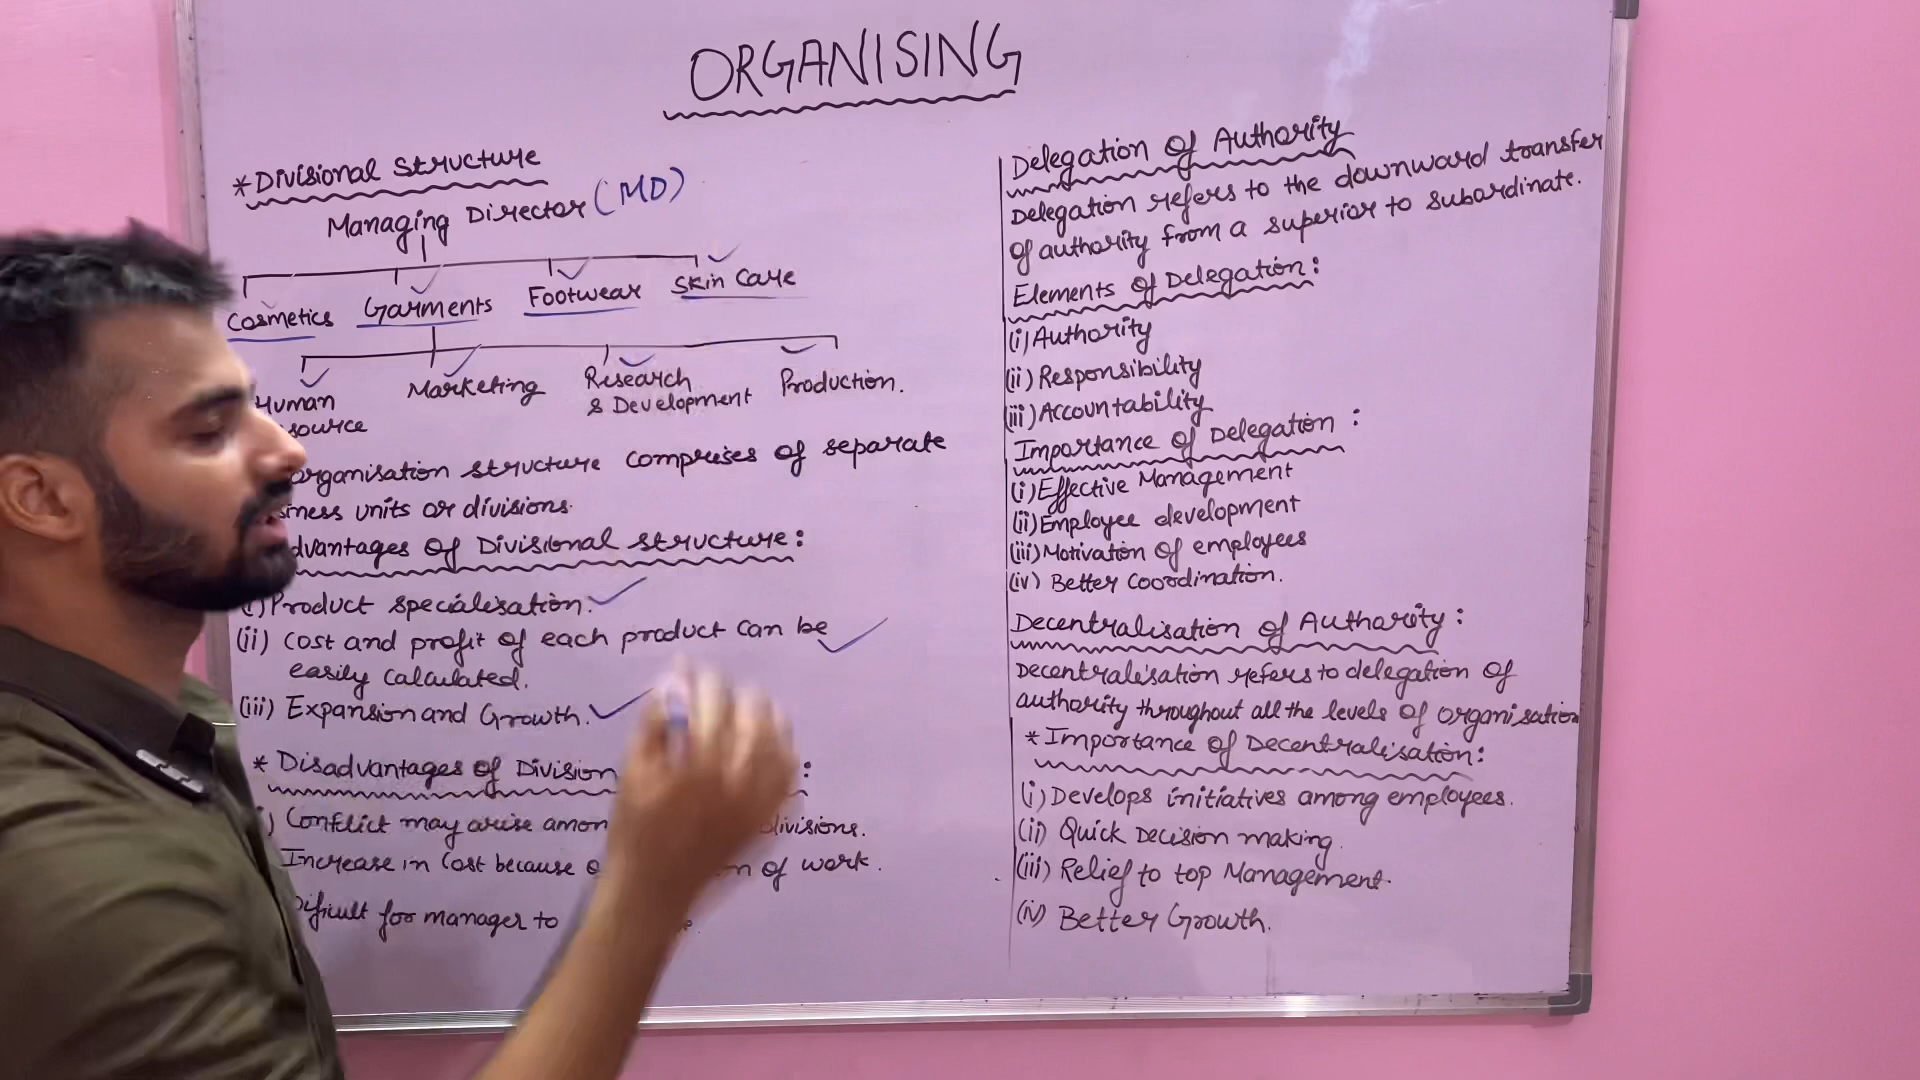 ORGANISING
*Divisional Structure
Managing Director (MD)
Cosmetics Garments Footwear Skin Care
Human Marketing Research Production.
source & Development
organisation structure comprises of separate
siness units or divisions.
dvantages of Divisional structure:
(i) Product specialisation.
(ii) Cost and profit of each product can be
easily calculated.
(iii) Expansion and Growth.
* Disadvantages of Division :
) Conflict may arise amon divisions.
Increase in cost because o n of work.
ificult for manager to
Delegation of Authority
Delegation refers to the downward transfer
of authority from a superior to subordinate.
Elements of Delegation:
(i) Authority
(ii) Responsibility
(iii) Accountability
Importance of Delegation:
(i) Effective Management
(ii) Employee development
(iii) Motivation of employees
(iv) Better Coordination.
Decentralisation of Authority:
Decentralisation refers to delegation of
authority throughout all the levels of organisation
* Importance of Decentralisation:
(i) Develops initiatives among employees.
(ii) Quick Decision making.
(iii) Relief to top Management.
(iv) Better Growth.